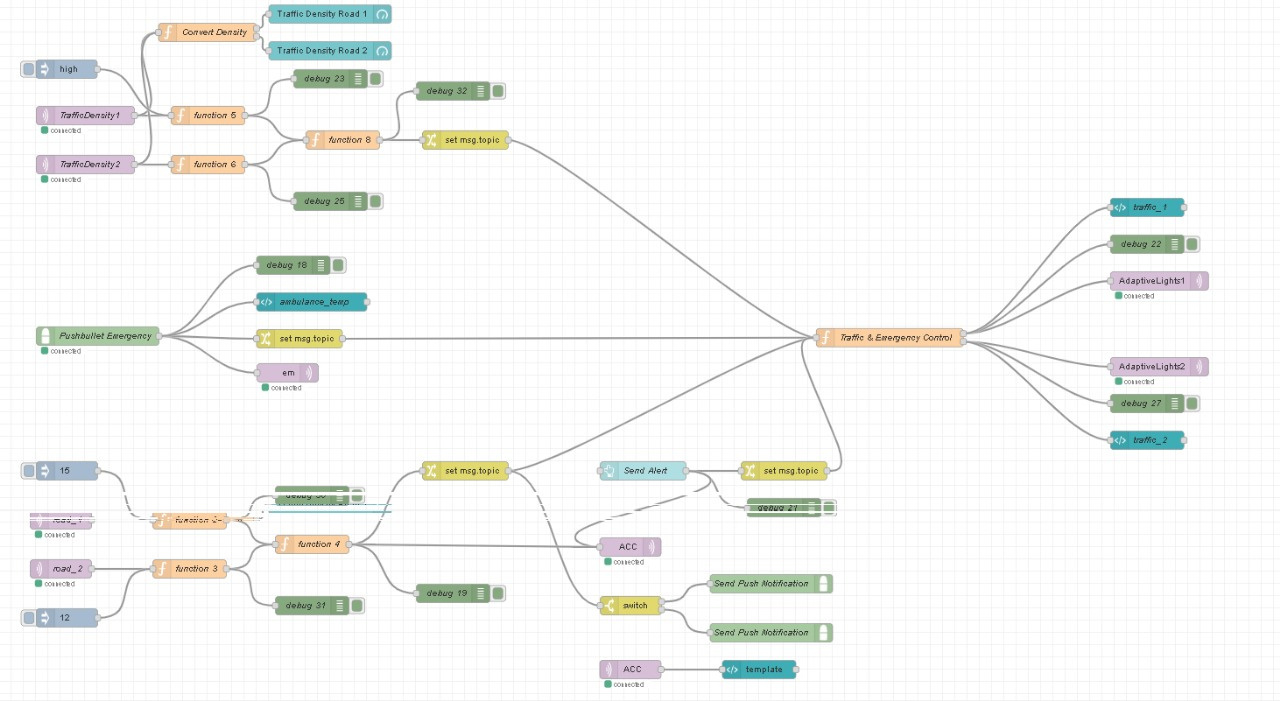 Traffic Density Road 1
Convert Density
Traffic Density Road 2
high
debug 23
debug 32
TrafficDensity1
connected
function 5
function 8
set msg.topic
TrafficDensity2
connected
function 6
debug 25
traffic_1
debug 22
AdaptiveLights1
connected
debug 18
ambulance_temp
Pushbullet Emergency
connected
set msg.topic
Traffic & Emergency Control
em
connected
AdaptiveLights2
connected
debug 27
traffic_2
15
set msg.topic
Send Alert
set msg.topic
debug 21
connected
function 4
ACC
connected
road_2
connected
function 3
debug 31
debug 19
12
switch
Send Push Notification
Send Push Notification
ACC
connected
template